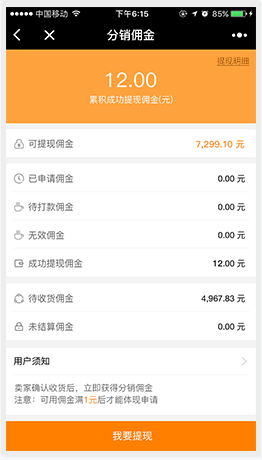 中国移动 下午6:15 85%
分销佣金
提现明细
12.00
累积成功提现佣金(元)
可提现佣金 7,299.10 元
已申请佣金 0.00 元
待打款佣金 0.00 元
无效佣金 0.00 元
成功提现佣金 12.00 元
待收货佣金 4,967.83 元
未结算佣金 0.00 元
用户须知
卖家确认收货后，立即获得分销佣金
注意：可用佣金满1元后才能体现申请
我要提现